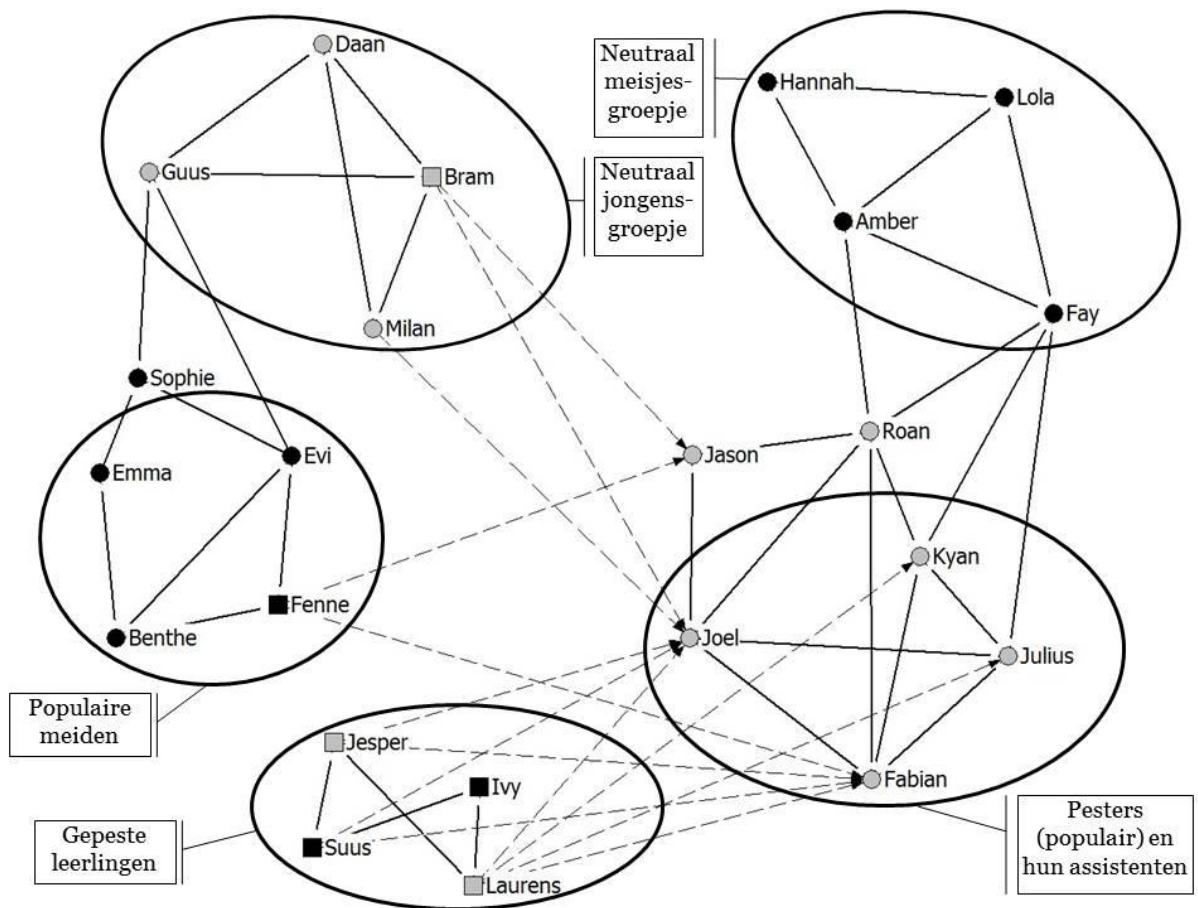 Daan
Neutraal
meisjes-
groepje
Hannah
Lola
Guus
Bram
Neutraal
jongens-
groepje
Amber
Milan
Fay
Sophie
Roan
Emma
Evi
Jason
Kyan
Fenne
Benthe
Joel
Julius
Populaire
meiden
Jesper
Ivy
Fabian
Gepeste
leerlingen
Suus
Laurens
Pesters
(populair) en
hun assistenten